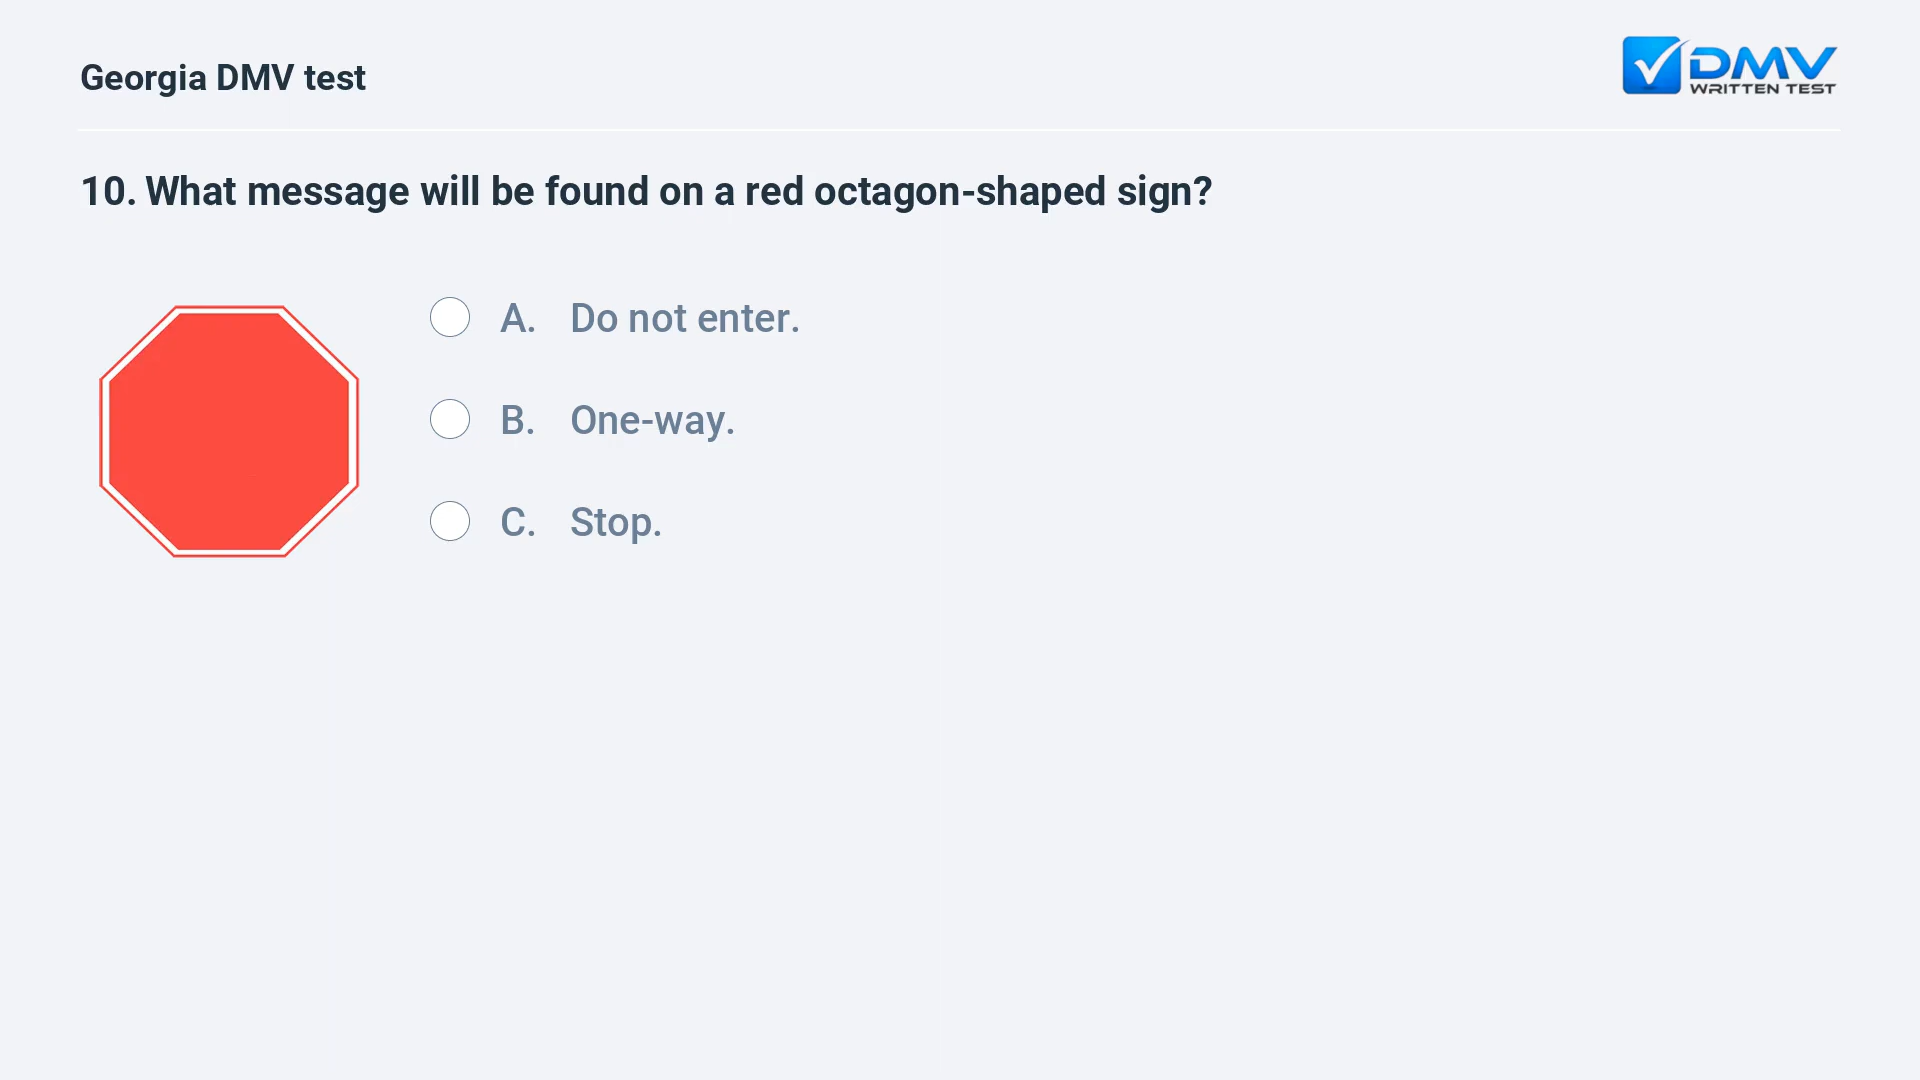 Georgia DMV test
DMV
WRITTEN TEST
10. What message will be found on a red octagon-shaped sign?
A. Do not enter.
B. One-way.
C. Stop.